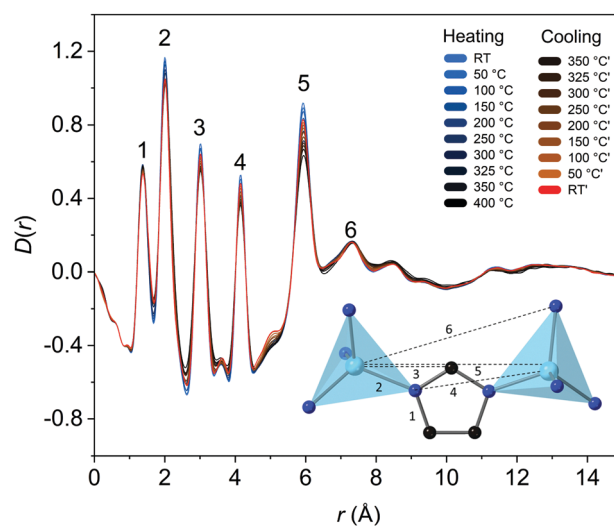 Heating
RT
50 °C
100 °C
150 °C
200 °C
250 °C
300 °C
325 °C
350 °C
400 °C
Cooling
350 °C'
325 °C'
300 °C'
250 °C'
200 °C'
150 °C'
100 °C'
50 °C'
RT'
D(r)
1.2
0.8
0.4
0.0
-0.4
-0.8
1
2
3
4
5
6
6
3
5
2
4
1
0 2 4 6 8 10 12 14
r (Å)